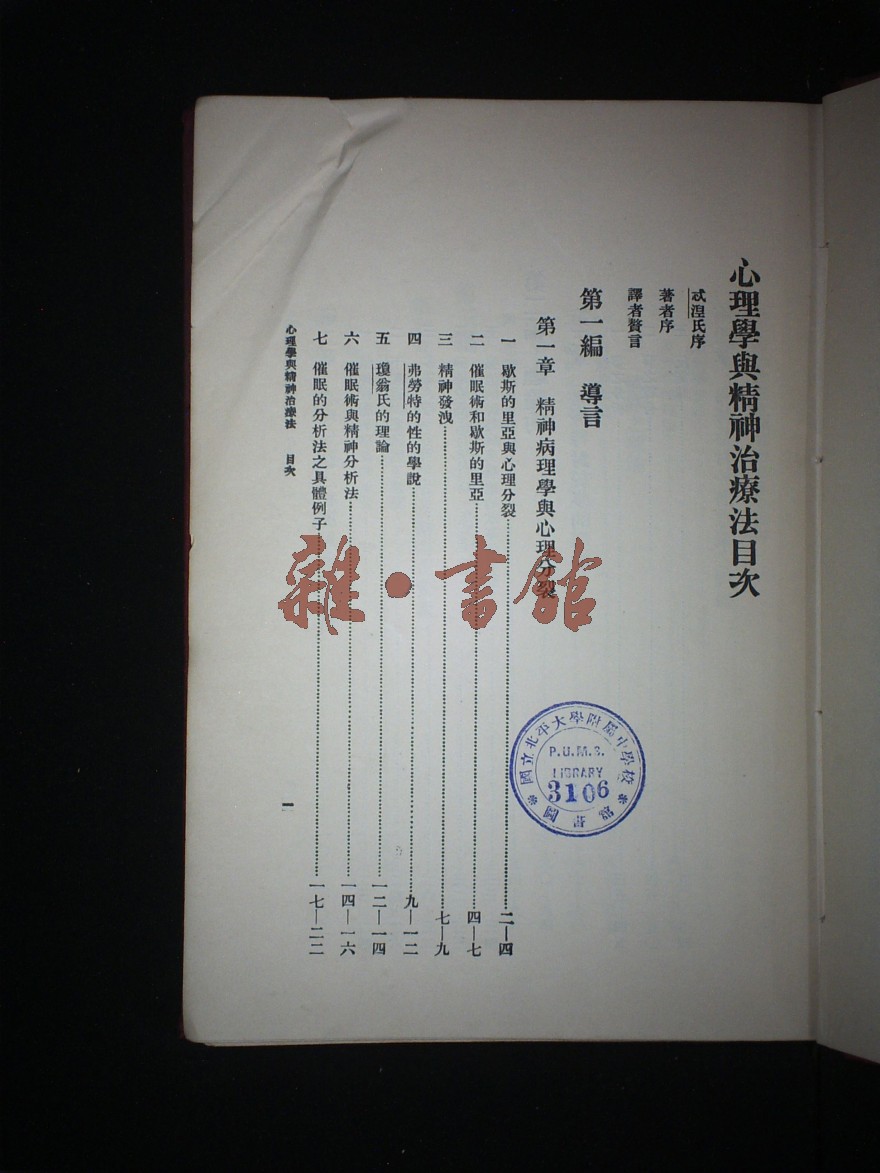 心理學與精神治療法目次
忒湼氏序
著者序
譯者贅言
第一編 導言
第一章 精神病理學與心理分裂
一 歇斯的里亞與心理分裂 二—四
二 催眠術和歇斯的里亞 四—七
三 精神發洩 七—九
四 弗勞特的性的學說 九—一二
五 瓊翁氏的理論 一二—一四
六 催眠術與精神分析法 一四—一六
七 催眠的分析法之具體例子 一七—二二
心理學與精神治療法 目次
一
雜·書館
國立北平大學附屬中學校
P.U.M.S.
LIBRARY
3106
圖書館